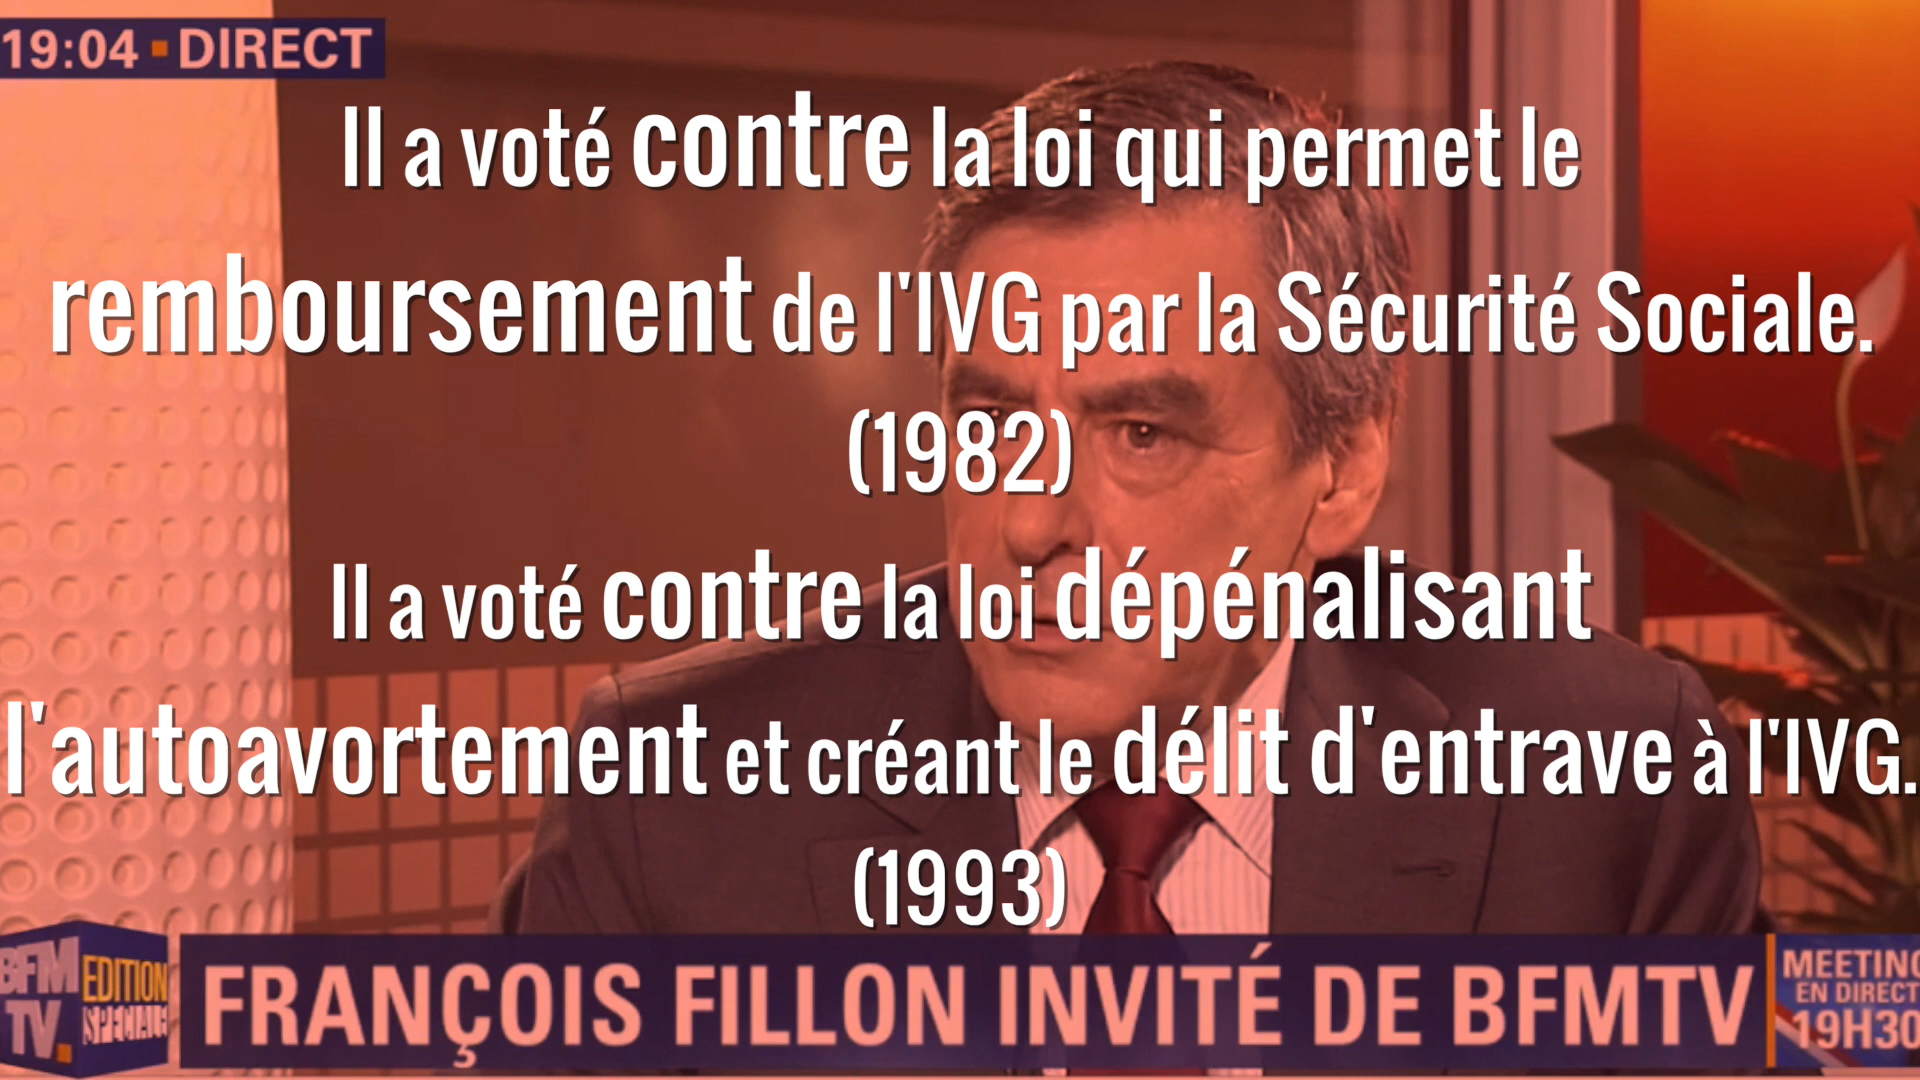 19:04 DIRECT
Il a voté contre la loi qui permet le
remboursement de l'IVG par la Sécurité Sociale.
(1982)
Il a voté contre la loi dépénalisant
l'autoavortement et créant le délit d'entrave à l'IVG.
(1993)
BFM
TV.
EDITION
SPECIALE
FRANÇOIS FILLON INVITÉ DE BFMTV
MEETING
EN DIRECT
19H30